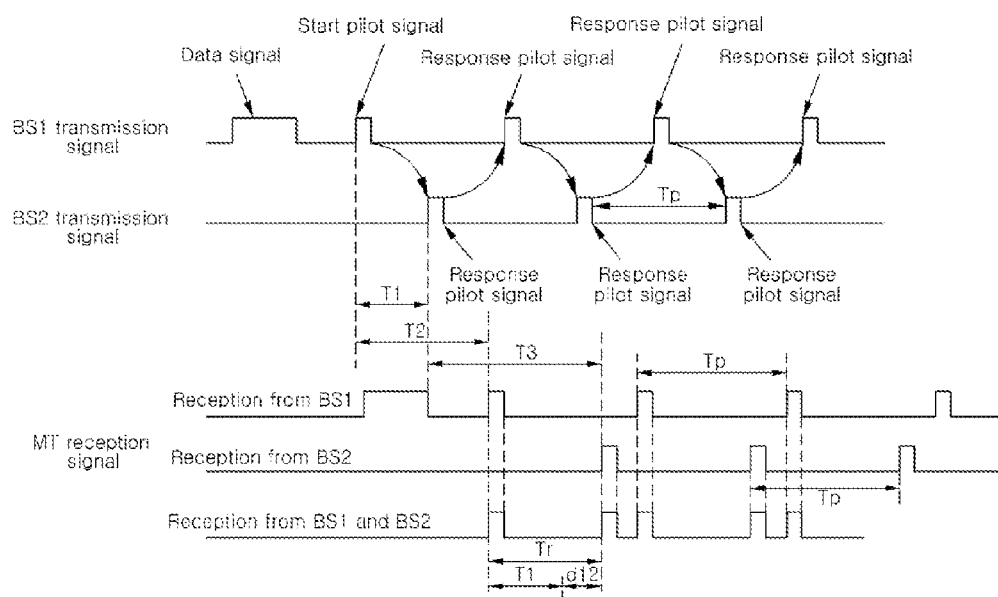 Start pilot signal
Response pilot signal
Data signal
Response pilot signal
Response pilot signal
BS1 transmission
signal
Tp
BS2 transmission
signal
Response
pilot signal
Response
pilot signal
Response
pilot signal
T1
T2
T3
Tp
Reception from BS1
MT reception
signal
Reception from BS2
Tp
Reception from BS1 and BS2
Tr
T1
d12